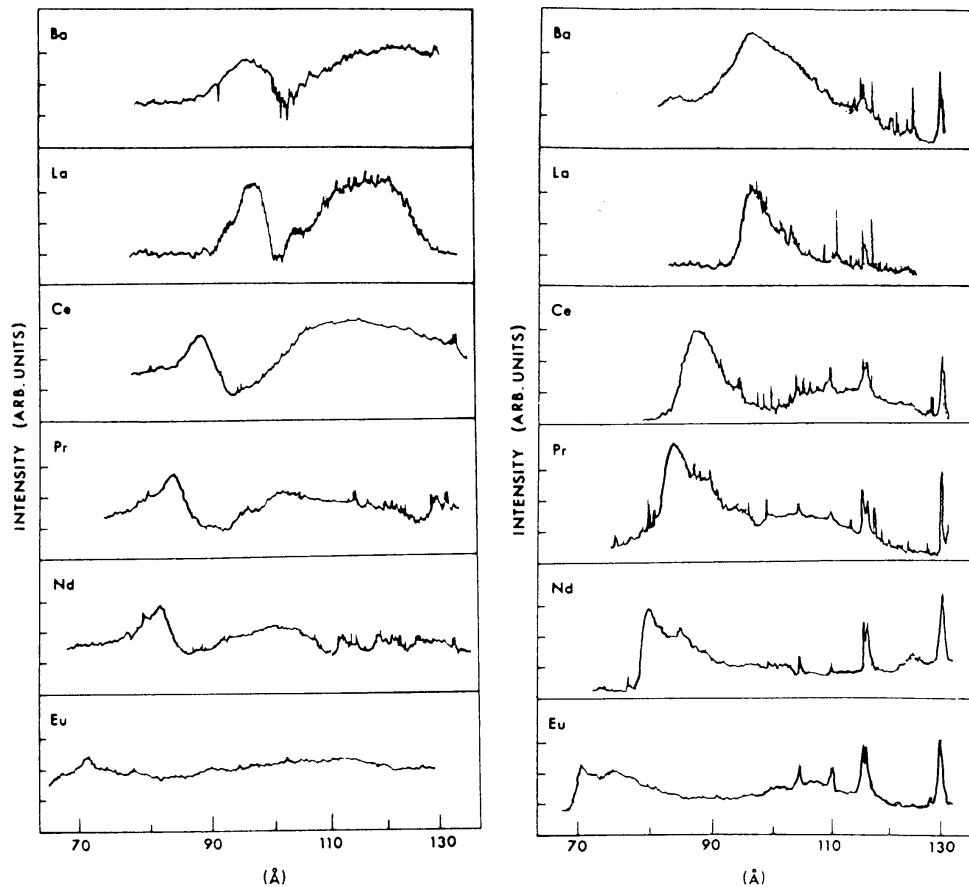 Ba
La
Ce
Pr
Nd
Eu
INTENSITY (ARB. UNITS)
70 90 110 130
(Å)
Ba
La
Ce
Pr
Nd
Eu
INTENSITY (ARB. UNITS)
70 90 110 130
(Å)